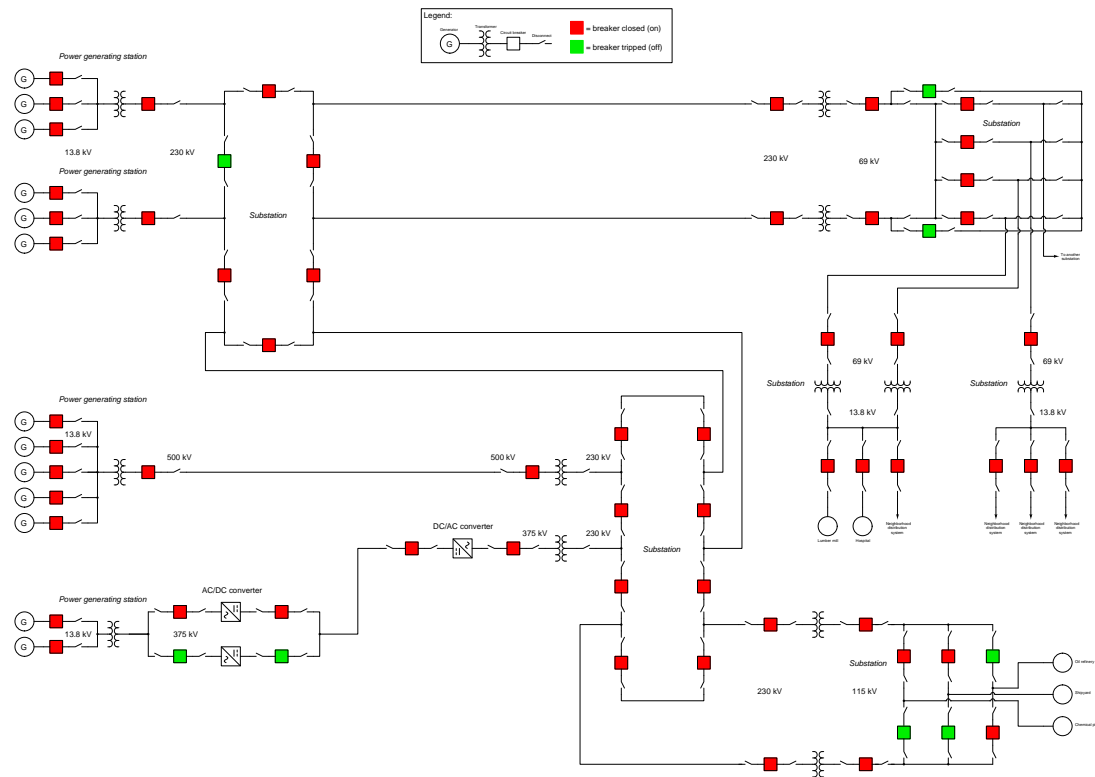 Legend:
Generator
Transformer
Circuit breaker
Disconnect
G
= breaker closed (on)
= breaker tripped (off)
Power generating station
G
G
G
13.8 kV
230 kV
Power generating station
G
G
G
Substation
230 kV
69 kV
Substation
To another
substation
69 kV
Substation
13.8 kV
69 kV
Substation
13.8 kV
Lumber mill
Hospital
Neighborhood
distribution
system
Neighborhood
distribution
system
Neighborhood
distribution
system
Neighborhood
distribution
system
Power generating station
G
13.8 kV
G
G
G
G
500 kV
500 kV
230 kV
DC/AC converter
375 kV
230 kV
Substation
Power generating station
G
13.8 kV
G
AC/DC converter
375 kV
230 kV
115 kV
Substation
Oil refinery
Shipyard
Chemical p